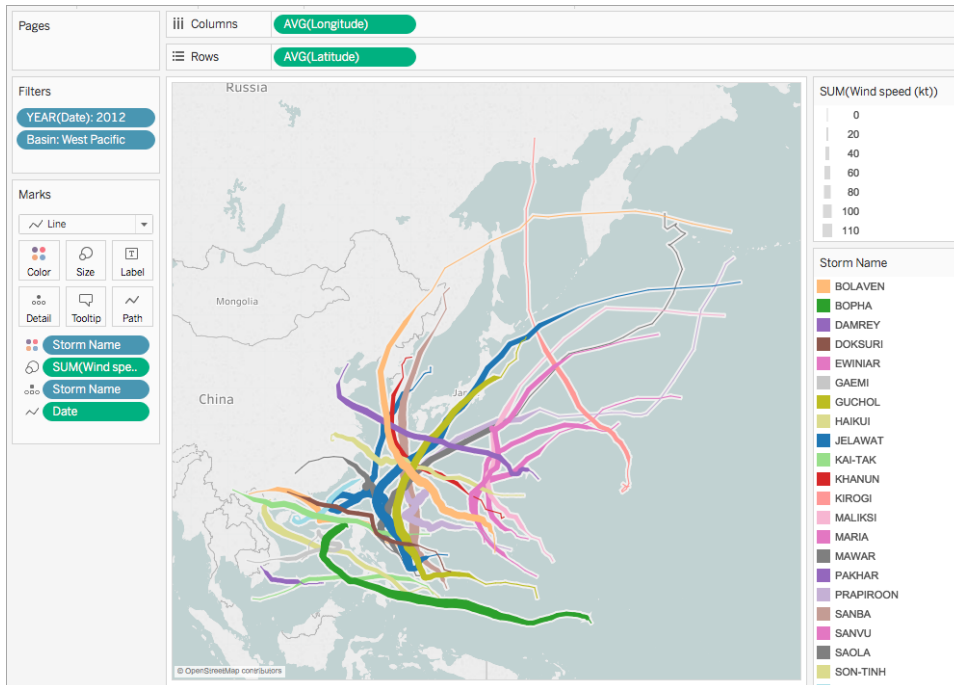 Pages
Columns
AVG(Longitude)
Rows
AVG(Latitude)
Filters
YEAR(Date): 2012
Basin: West Pacific
Marks
Line
Color
Size
Label
Detail
Tooltip
Path
Storm Name
SUM(Wind spe..
Storm Name
Date
Russia
Mongolia
China
Ja
© OpenStreetMap contributors
SUM(Wind speed (kt))
0
20
40
60
80
100
110
Storm Name
BOLAVEN
BOPHA
DAMREY
DOKSURI
EWINIAR
GAEMI
GUCHOL
HAIKUI
JELAWAT
KAI-TAK
KHANUN
KIROGI
MALIKSI
MARIA
MAWAR
PAKHAR
PRAPIROON
SANBA
SANVU
SAOLA
SON-TINH